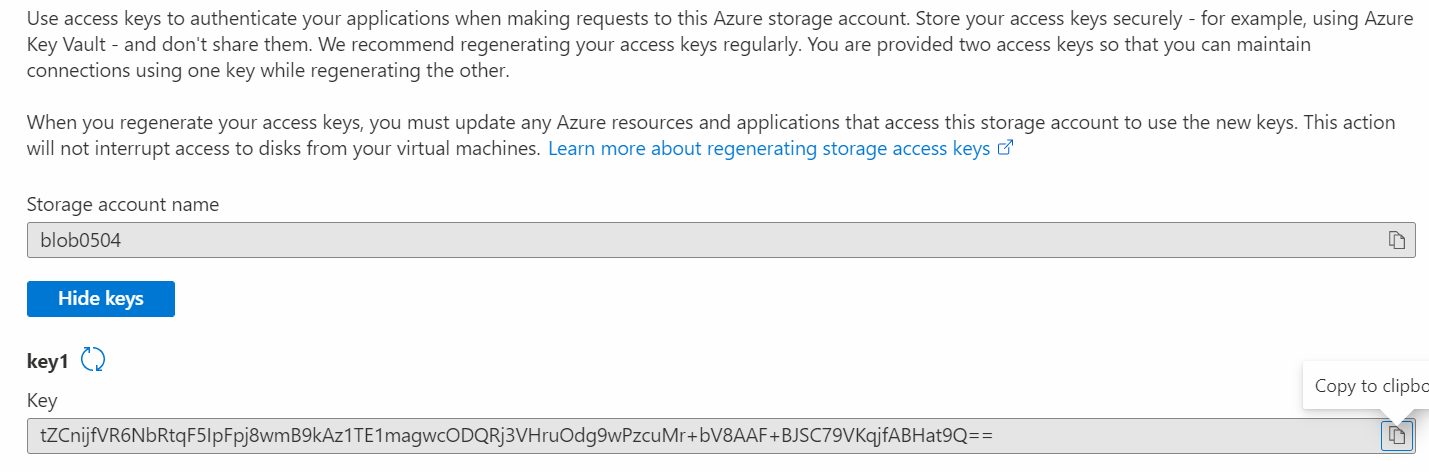 Use access keys to authenticate your applications when making requests to this Azure storage account. Store your access keys securely - for example, using Azure
Key Vault - and don't share them. We recommend regenerating your access keys regularly. You are provided two access keys so that you can maintain
connections using one key while regenerating the other.
When you regenerate your access keys, you must update any Azure resources and applications that access this storage account to use the new keys. This action
will not interrupt access to disks from your virtual machines. Learn more about regenerating storage access keys
Storage account name
blob0504
Hide keys
key1
Copy to clipbo
Key
tZCnijfVR6NbRtqF5IpFpj8wmB9kAz1TE1magwcODQRj3VHruOdg9wPzcuMr+bV8AAF+BJSC79VKqjfABHat9Q==